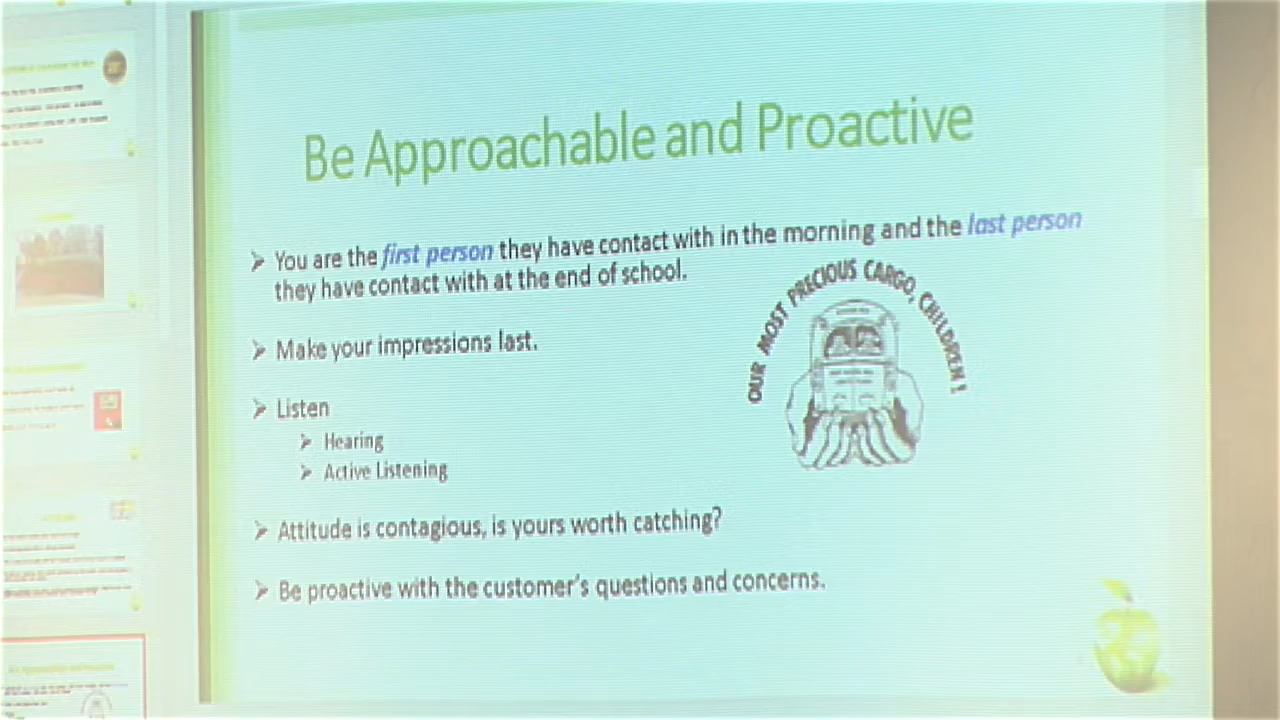 Be Approachable and Proactive
You are the first person they have contact with in the morning and the last person
they have contact with at the end of school.
OUR MOST PRECIOUS CARGO, CHILDREN!
Make your impressions last.
Listen
Hearing
Active Listening
Attitude is contagious, is yours worth catching?
Be proactive with the customer's questions and concerns.